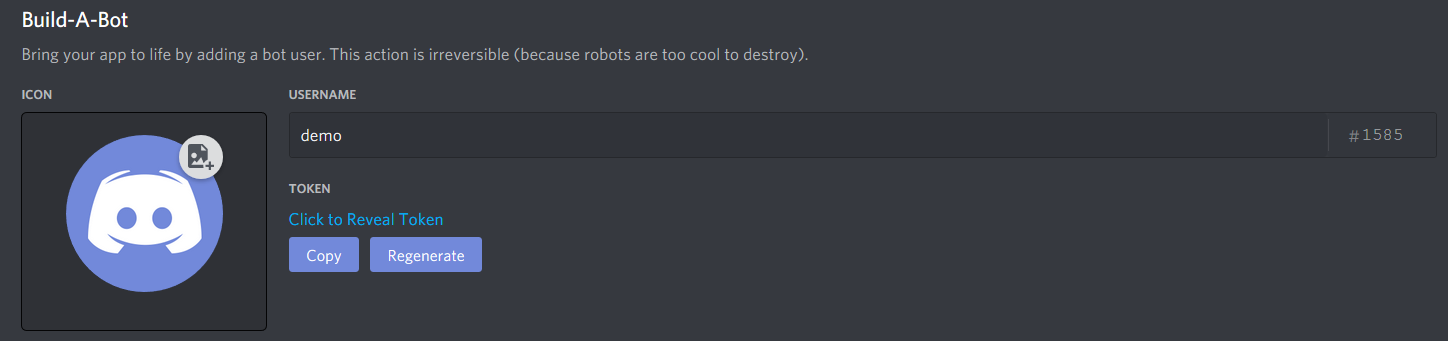 Build-A-Bot
Bring your app to life by adding a bot user. This action is irreversible (because robots are too cool to destroy).
ICON
USERNAME
demo
#1585
TOKEN
Click to Reveal Token
Copy
Regenerate